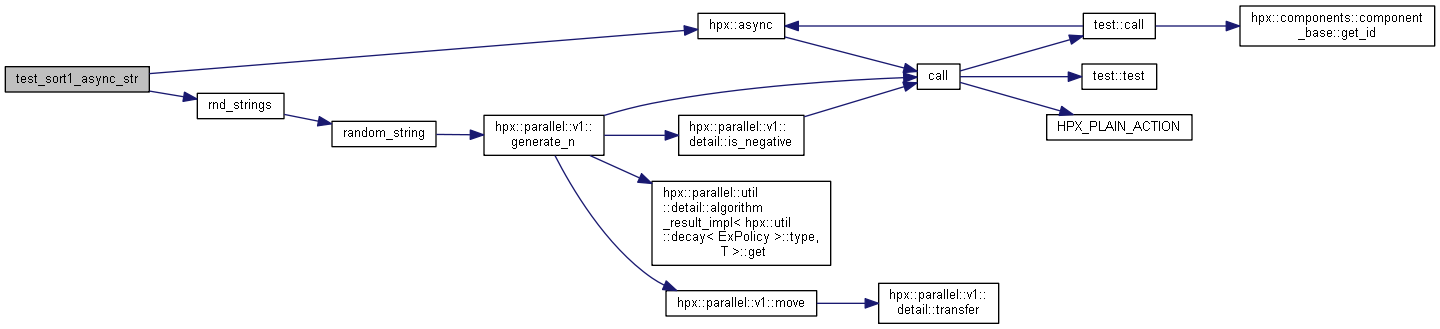 test_sort1_async_str
rnd_strings
random_string
hpx::parallel::v1::
generate_n
hpx::async
hpx::parallel::v1::
detail::is_negative
hpx::parallel::util
::detail::algorithm
_result_impl< hpx::util
::decay< ExPolicy >::type,
T >::get
hpx::parallel::v1::move
call
hpx::parallel::v1::
detail::transfer
test::call
test::test
HPX_PLAIN_ACTION
hpx::components::component
_base::get_id